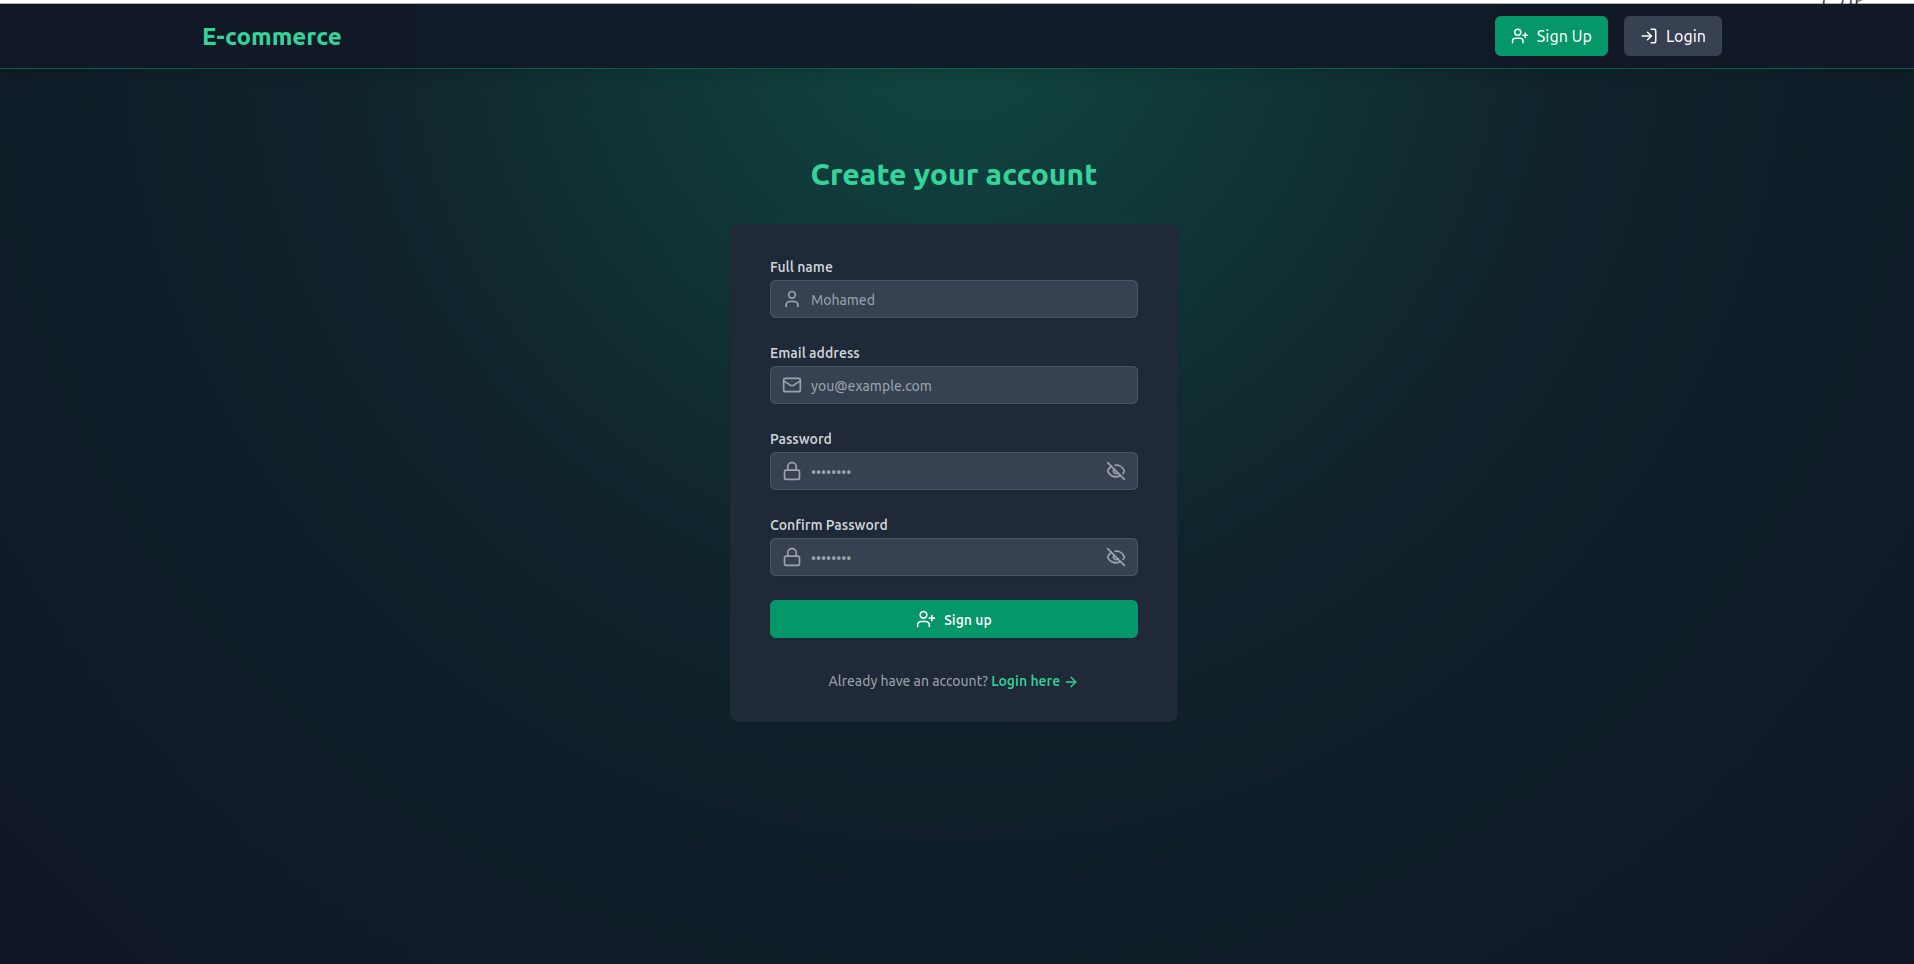 E-commerce
Sign Up
Login
Create your account
Full name
Mohamed
Email address
you@example.com
Password
••••••••
Confirm Password
••••••••
Sign up
Already have an account? Login here →